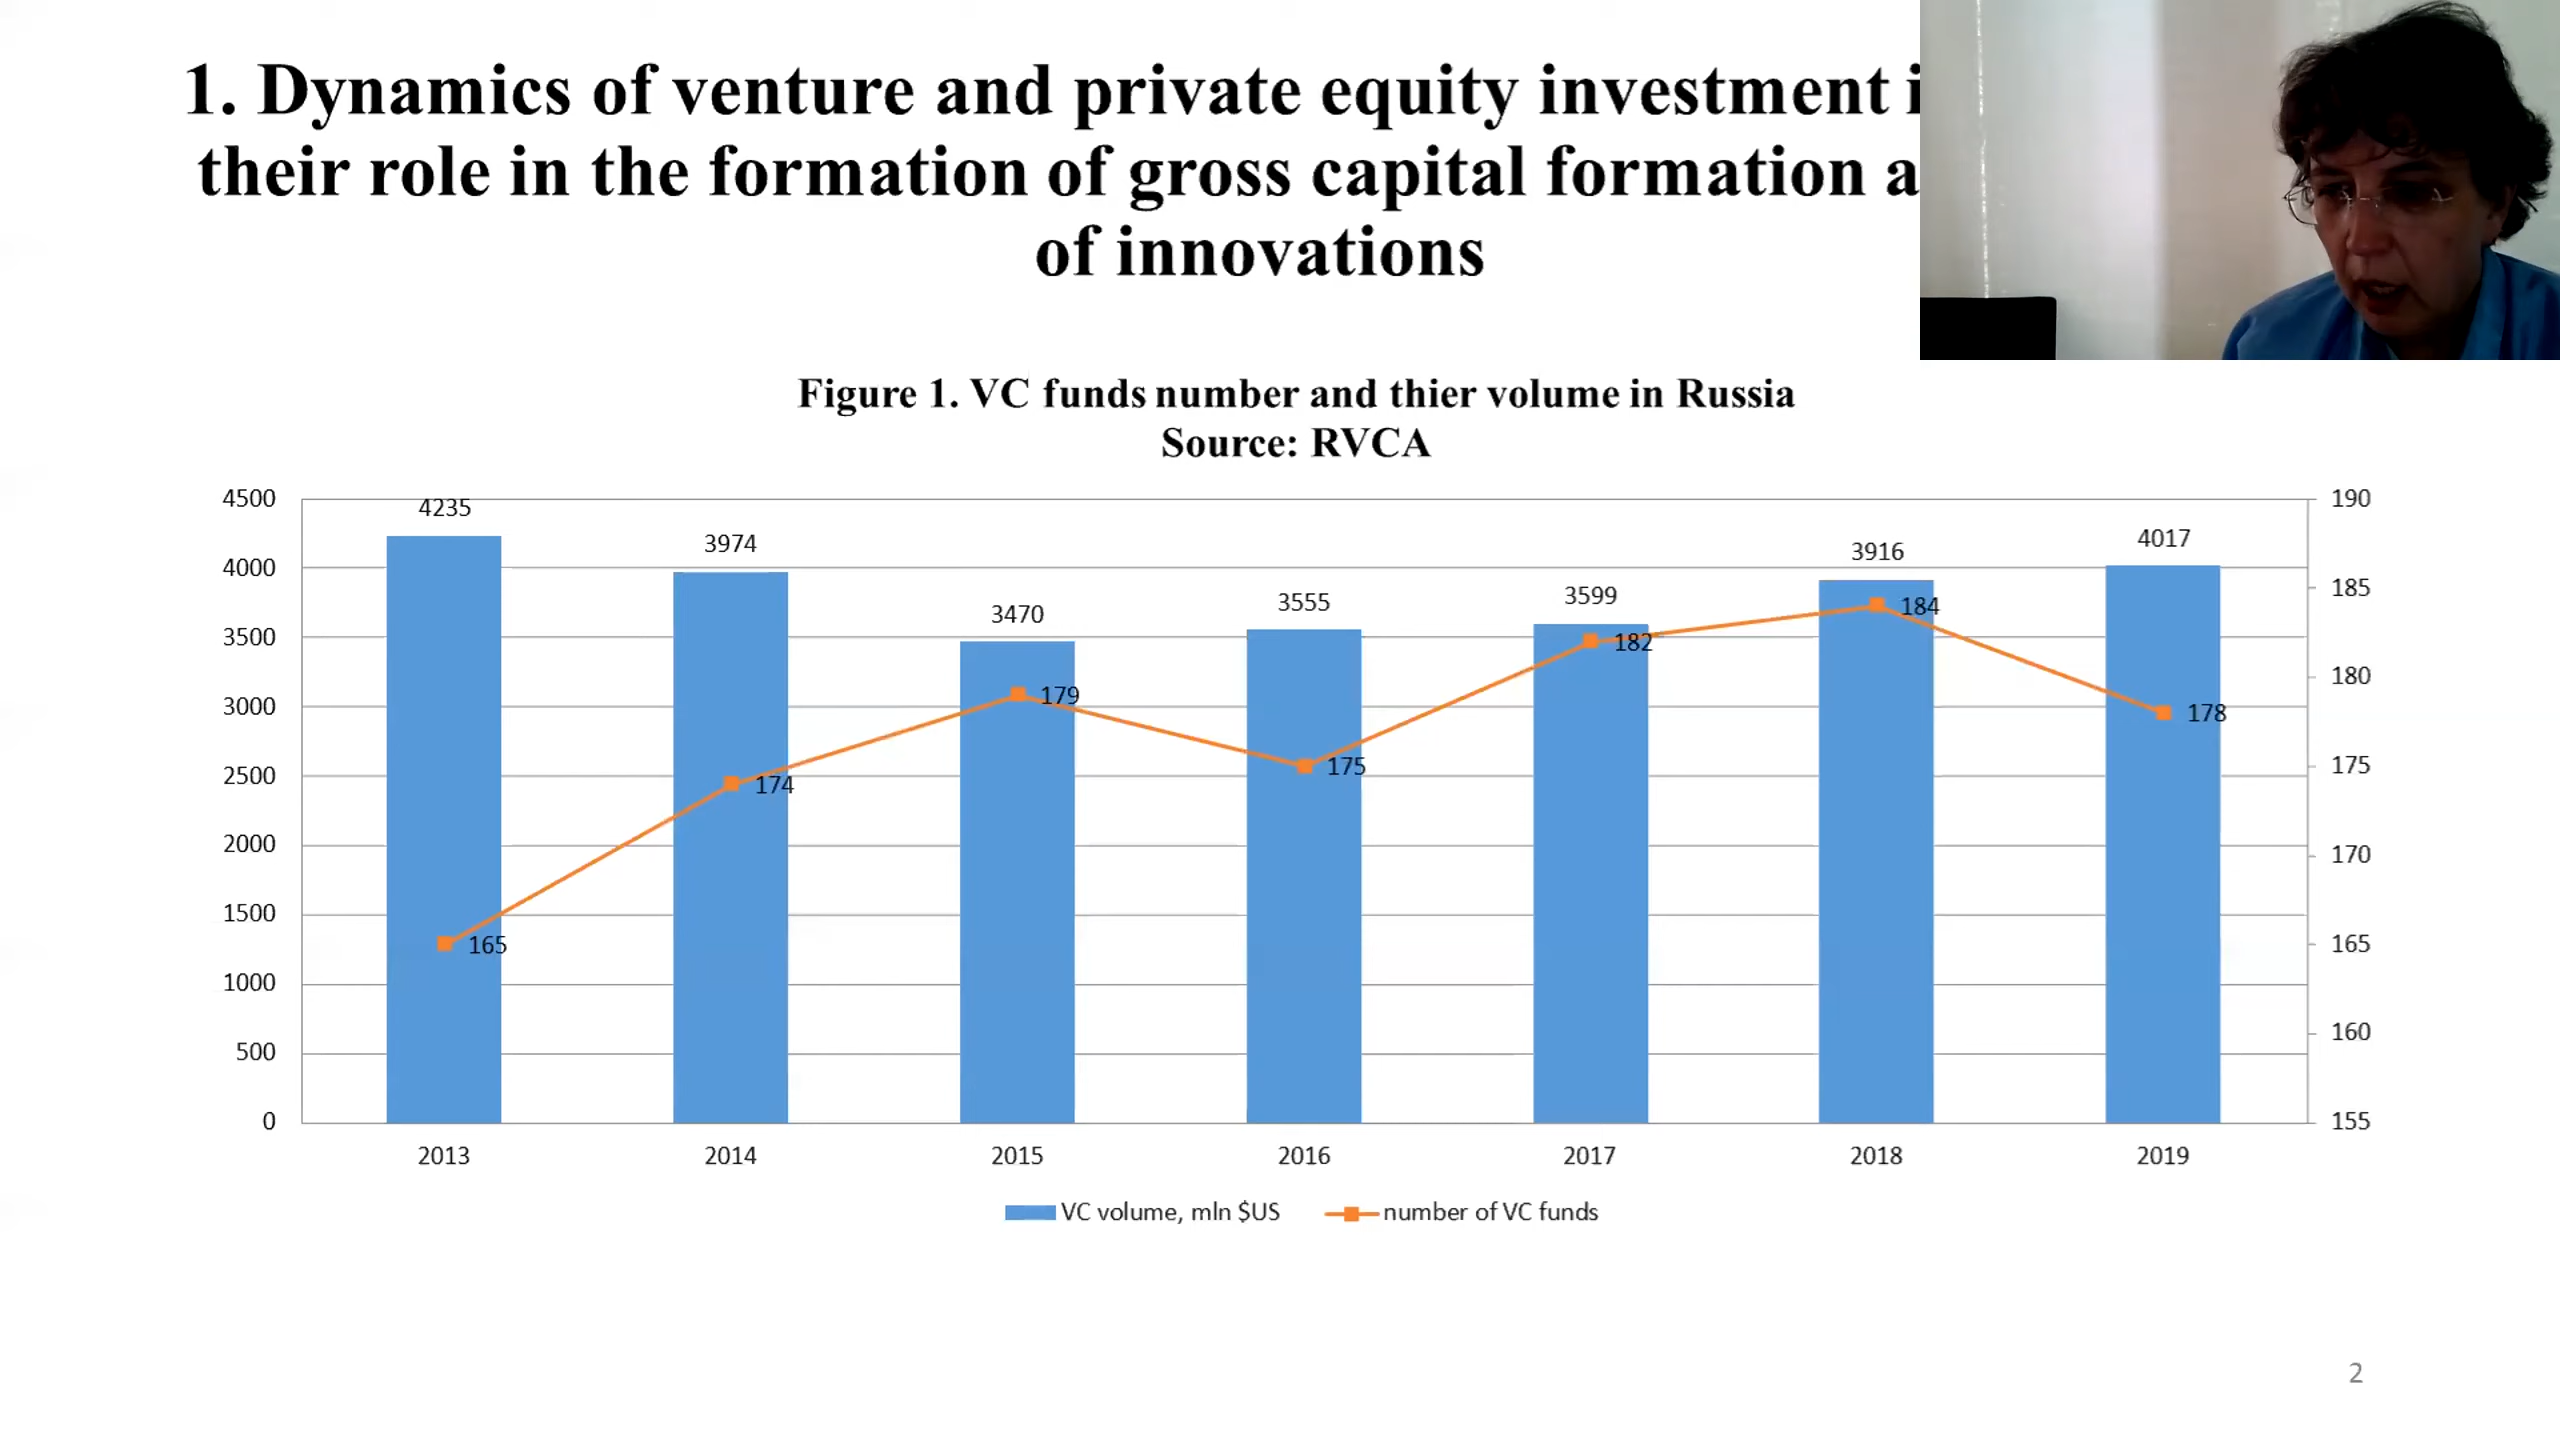 1. Dynamics of venture and private equity investment i
their role in the formation of gross capital formation a
of innovations
Figure 1. VC funds number and thier volume in Russia
Source: RVCA
4500 4235 190
4000 3974 3916 4017 185
3500 3470 3555 3599 182 184 180
3000 179 178
2500 174 175 175
2000 170
1500 165 165
1000 160
500
0 155
2013 2014 2015 2016 2017 2018 2019
VC volume, mln $US number of VC funds
2